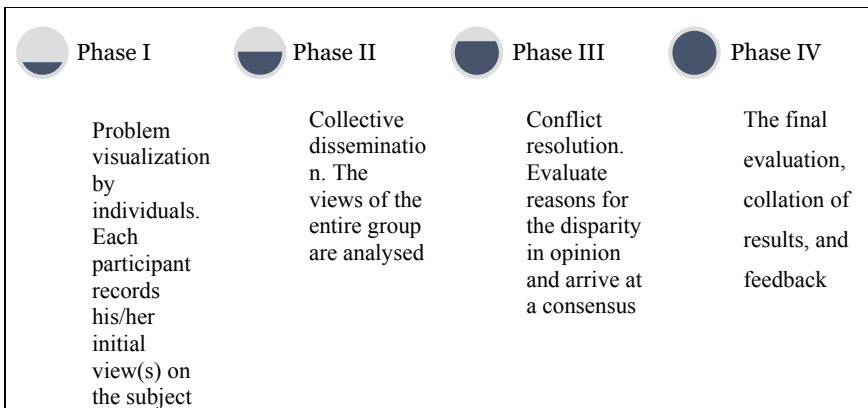 Phase I
Problem
visualization
by
individuals.
Each
participant
records
his/her
initial
view(s) on
the subject
Phase II
Collective
disseminatio
n. The
views of the
entire group
are analysed
Phase III
Conflict
resolution.
Evaluate
reasons for
the disparity
in opinion
and arrive at
a consensus
Phase IV
The final
evaluation,
collation of
results, and
feedback